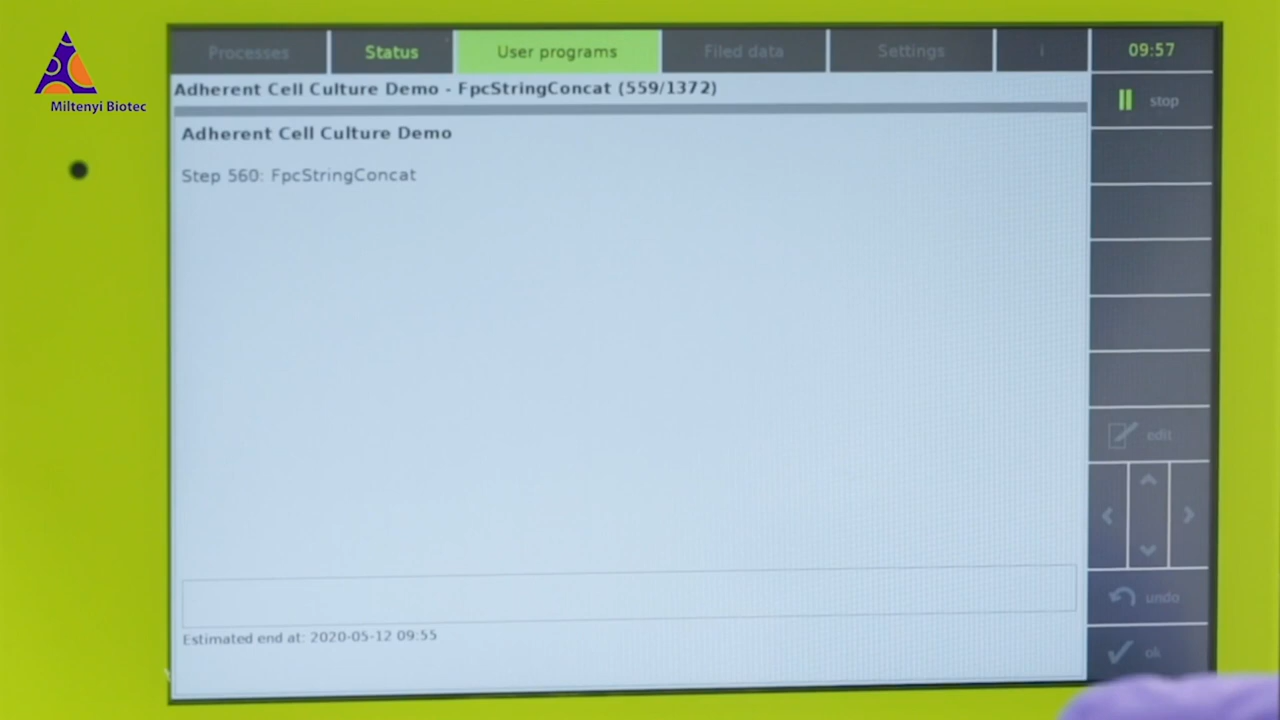 Miltenyi Biotec
Processes
Status
User programs
Filed data
Settings
i
09:57
Adherent Cell Culture Demo - FpcStringConcat (559/1372)
stop
Adherent Cell Culture Demo
Step 560: FpcStringConcat
edit
undo
Estimated end at: 2020-05-12 09:55
ok